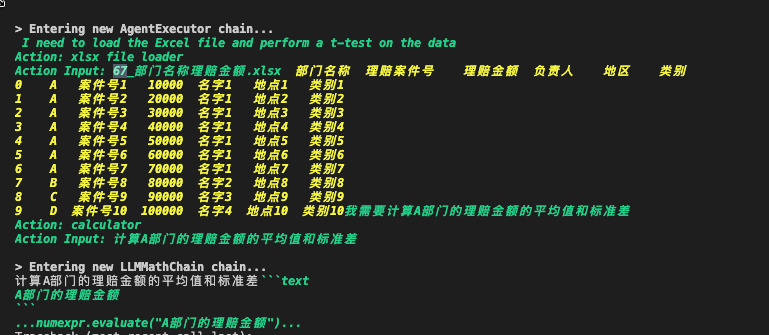 > Entering new AgentExecutor chain...
I need to load the Excel file and perform a t-test on the data
Action: xlsx file loader
Action Input: 67_部门名称理赔金额.xlsx 部门名称 理赔案件号 理赔金额 负责人 地区 类别
0 A 案件号1 10000 名字1 地点1 类别1
1 A 案件号2 20000 名字1 地点2 类别2
2 A 案件号3 30000 名字1 地点3 类别3
3 A 案件号4 40000 名字1 地点4 类别4
4 A 案件号5 50000 名字1 地点5 类别5
5 A 案件号6 60000 名字1 地点6 类别6
6 A 案件号7 70000 名字1 地点7 类别7
7 B 案件号8 80000 名字2 地点8 类别8
8 C 案件号9 90000 名字3 地点9 类别9
9 D 案件号10 100000 名字4 地点10 类别10我需要计算A部门的理赔金额的平均值和标准差
Action: calculator
Action Input: 计算A部门的理赔金额的平均值和标准差
> Entering new LLMMathChain chain...
计算A部门的理赔金额的平均值和标准差```text
A部门的理赔金额
```
...numexpr.evaluate("A部门的理赔金额")...